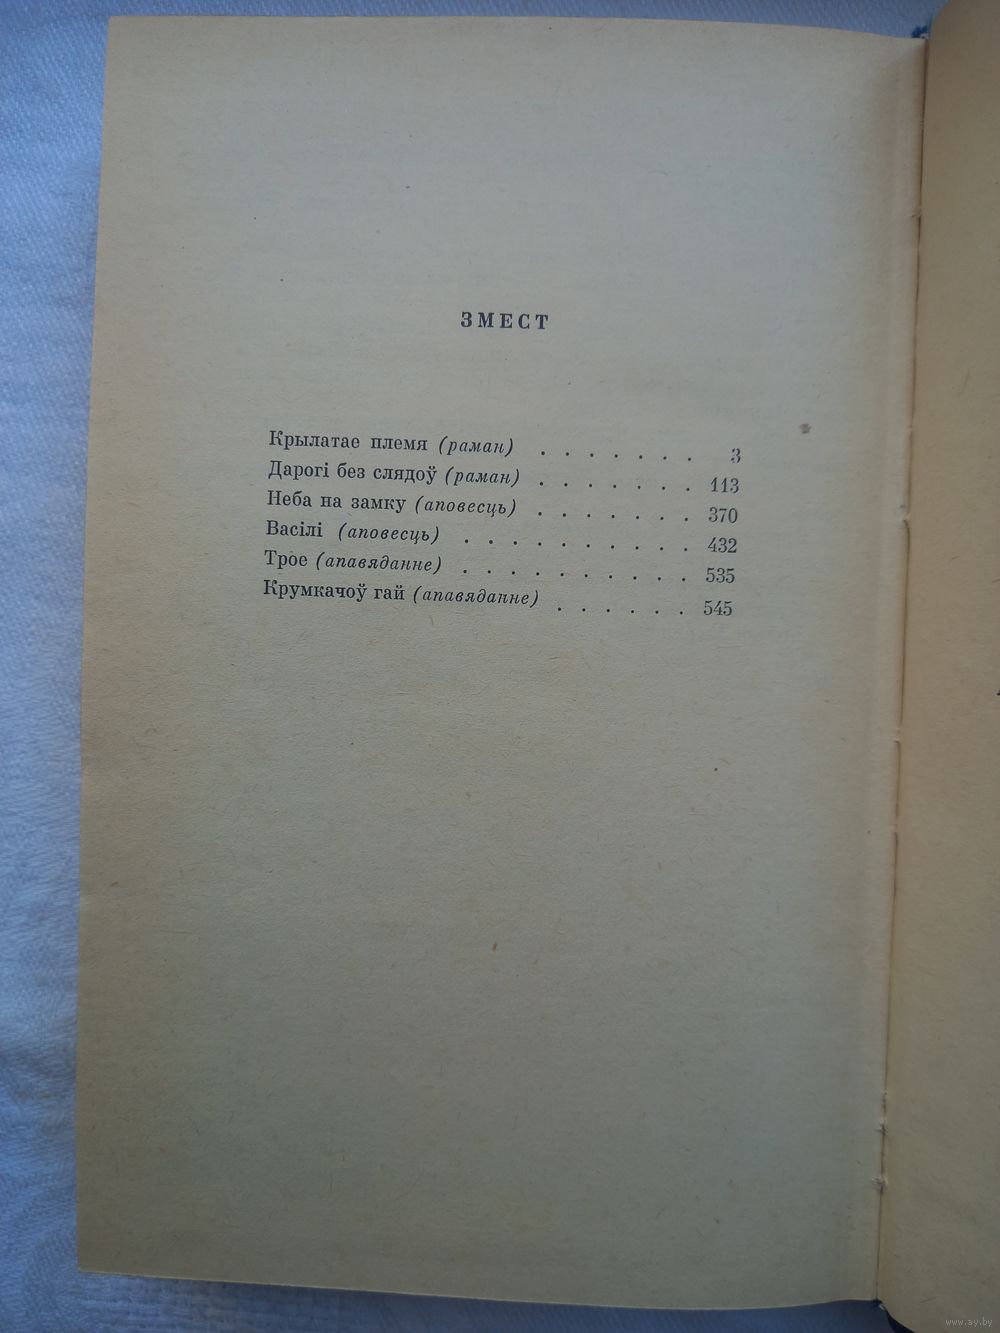 ЗМЕСТ
Крылатае племя (раман) . . . . . . . 3
Дарогі без слядоў (раман) . . . . . . . 113
Неба на замку (аповесць) . . . . . . . 370
Васілі (аповесць) . . . . . . . . . . 432
Трое (апавяданне) . . . . . . . . . . 535
Крумкачоў гай (апавяданне) . . . . . . 545
www.ay.by